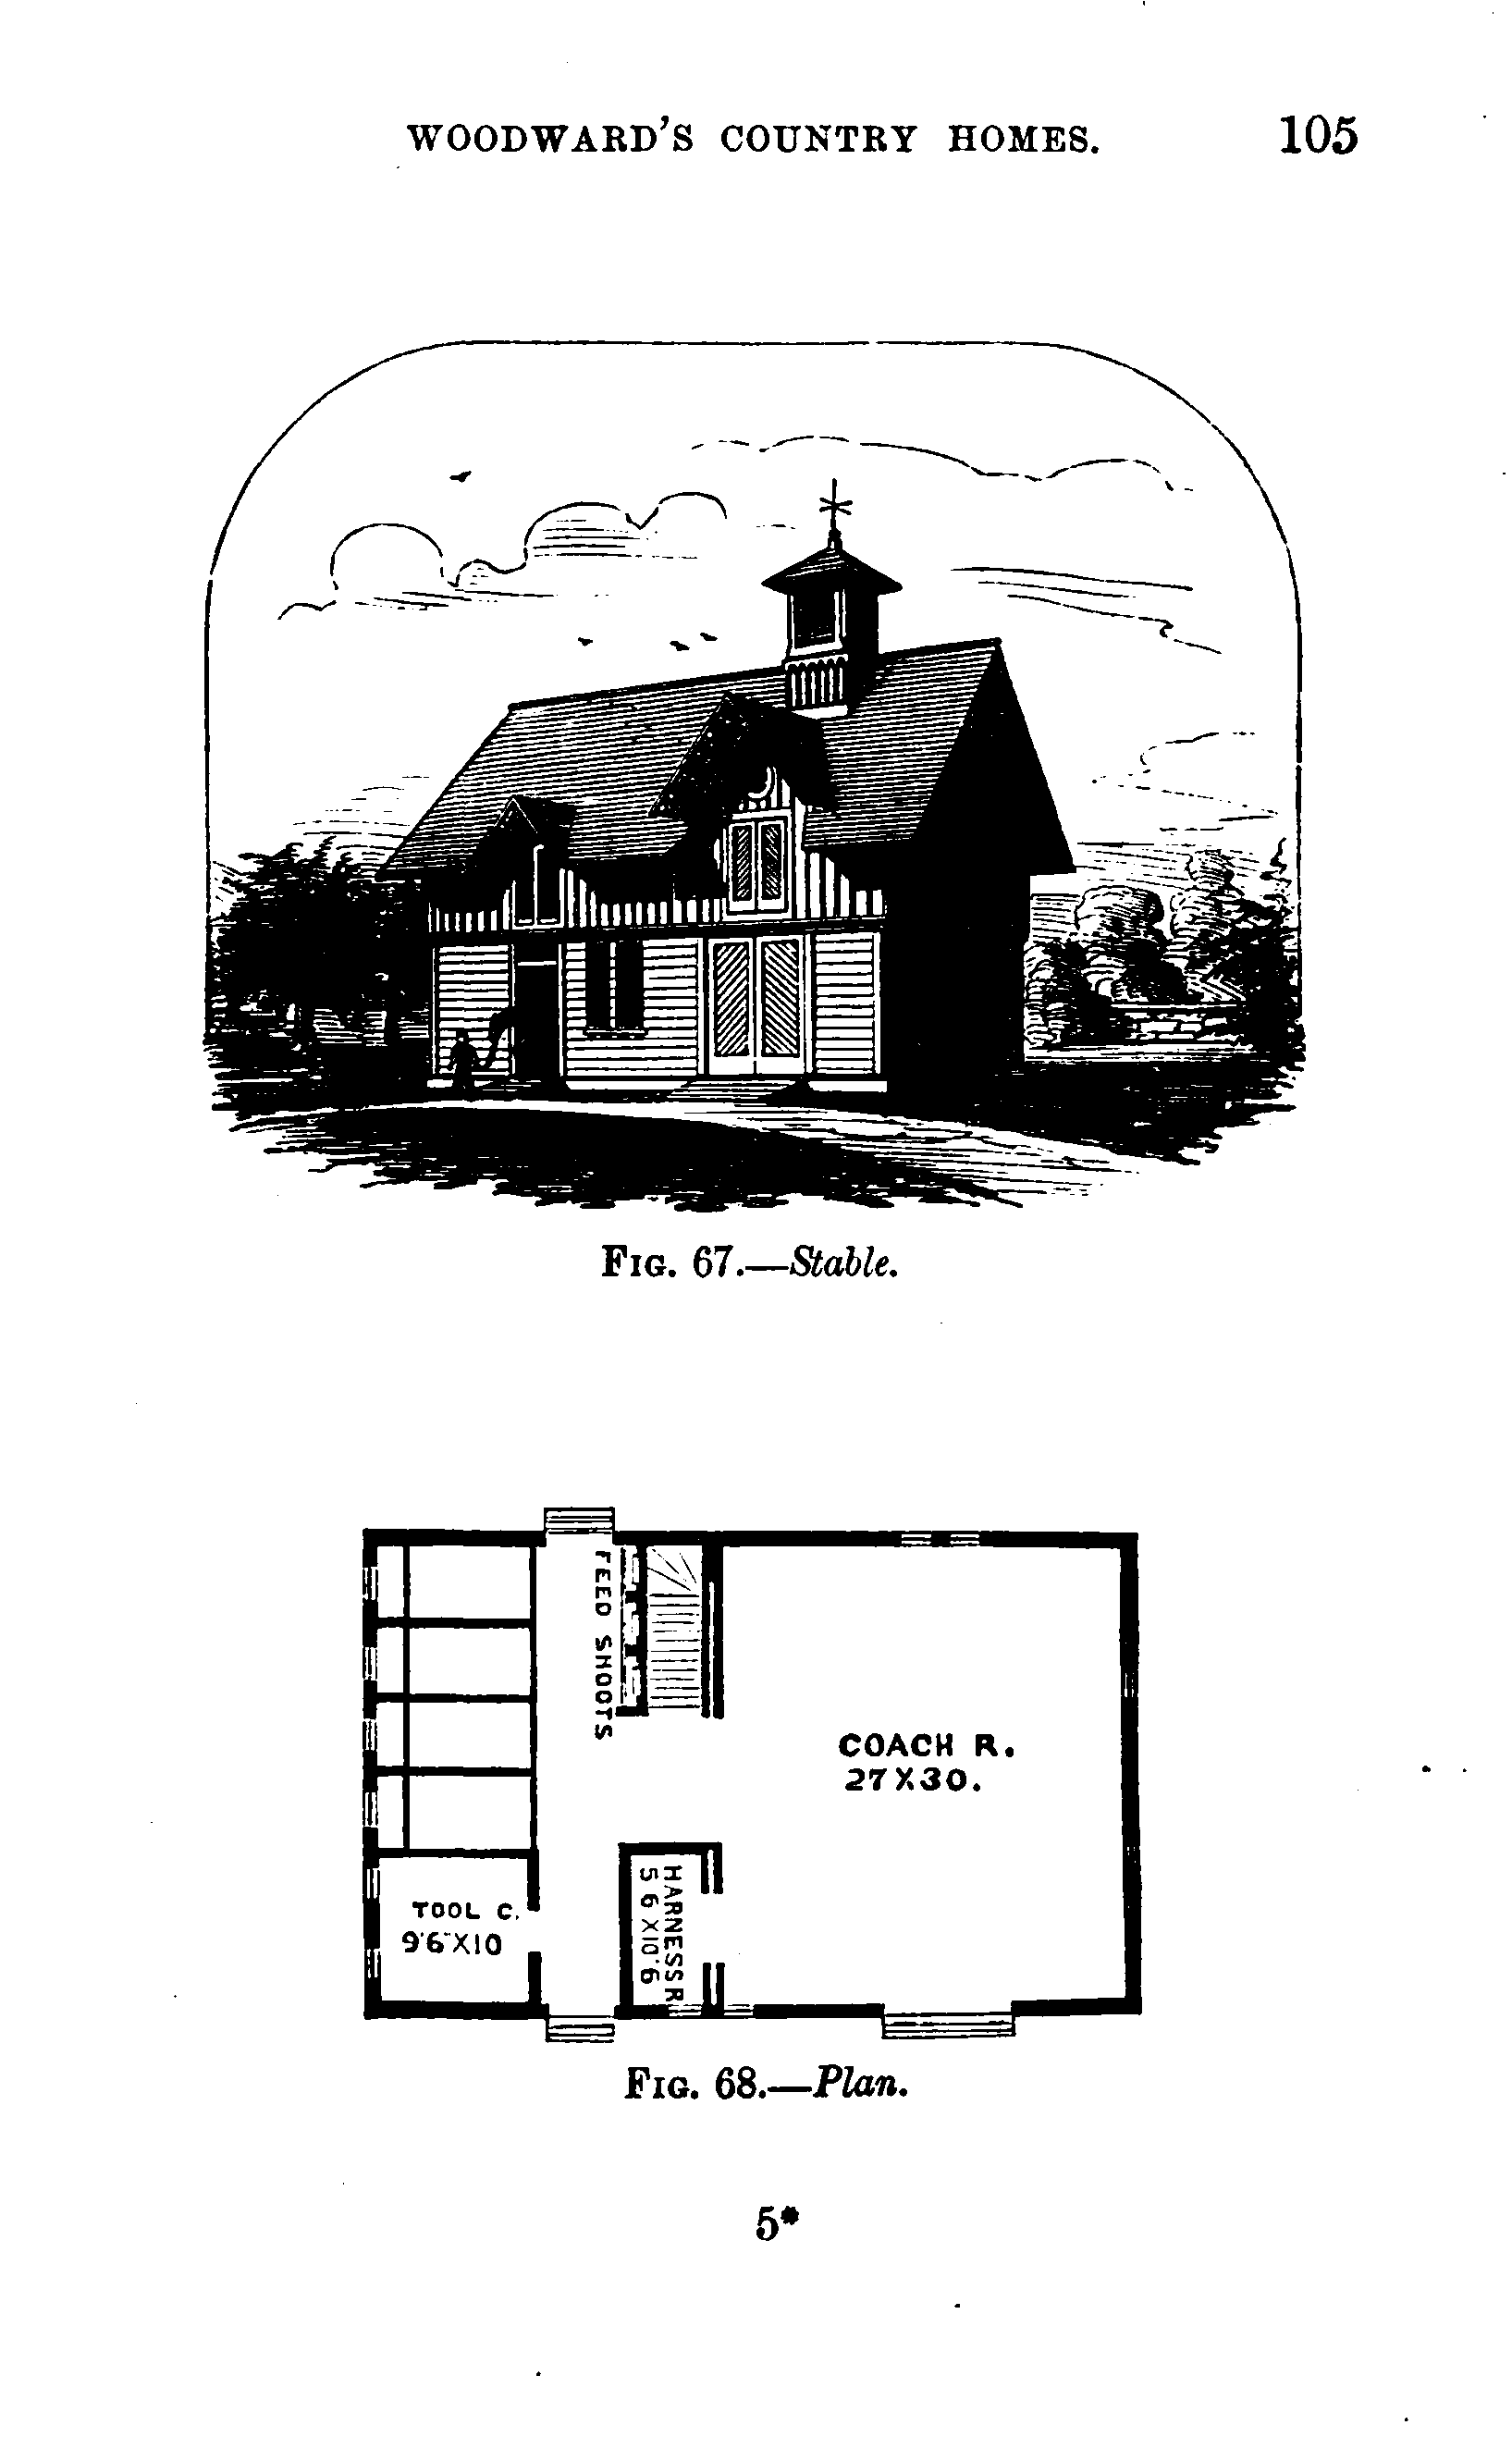 WOODWARD'S COUNTRY HOMES. 105
FIG. 67.—Stable.
FEED SHOOTS
COACH R.
27X30.
TOOL C.
9'6"X10
HARNESS R
5 6 X10'6
FIG. 68.—Plan.
5*